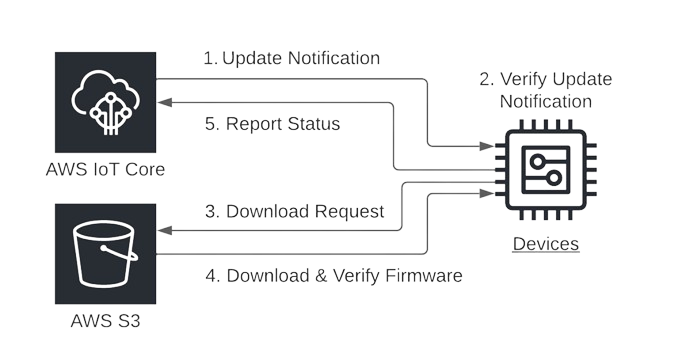 1. Update Notification
2. Verify Update
Notification
5. Report Status
AWS IoT Core
3. Download Request
Devices
4. Download & Verify Firmware
AWS S3